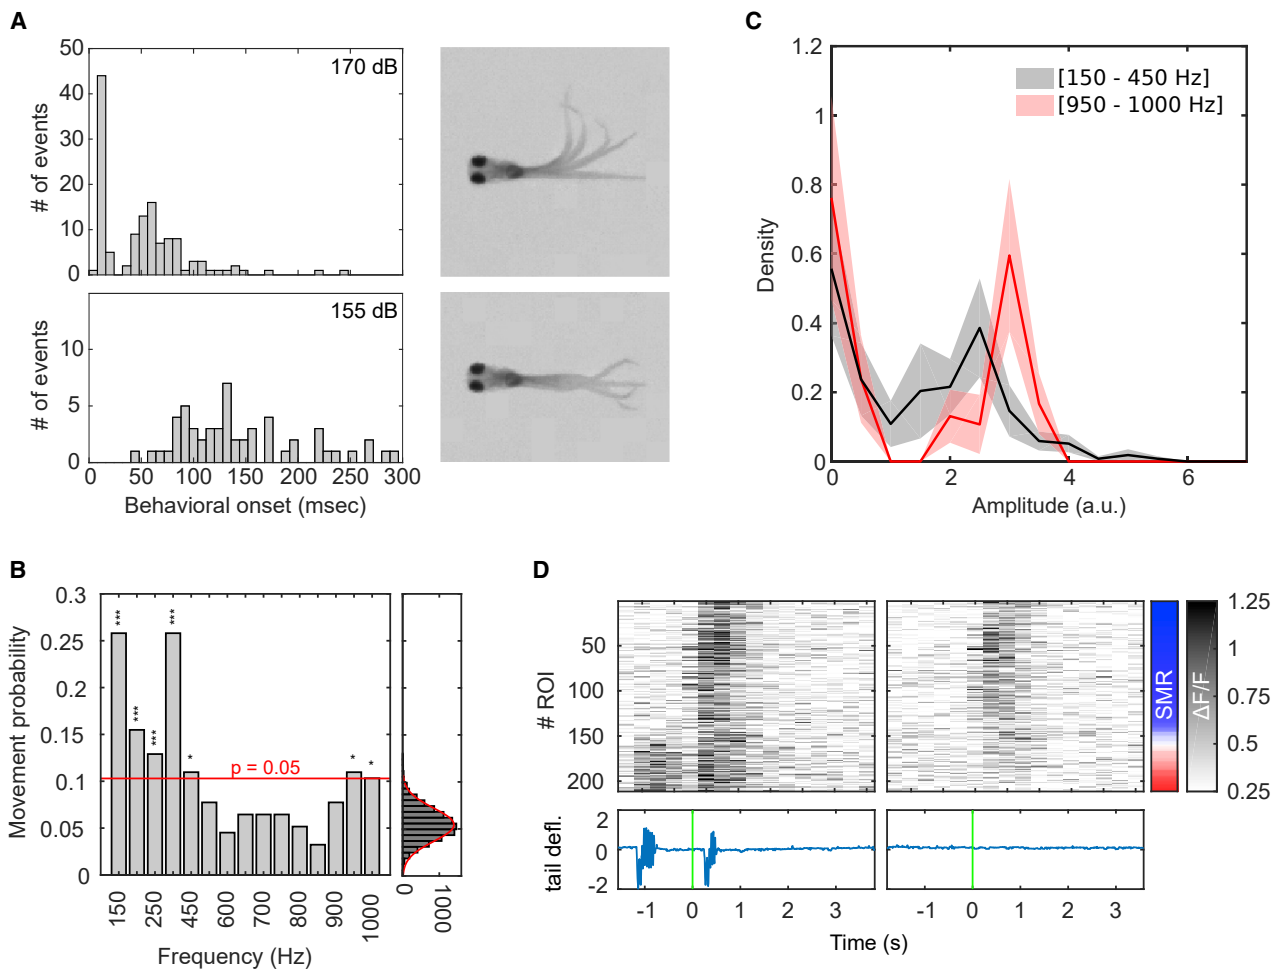 A
50
40
30
20
10
0
# of events
170 dB
10
5
0
# of events
155 dB
0 50 100 150 200 250 300
Behavioral onset (msec)
B
0.3
0.25
0.2
0.15
0.1
0.05
0
Movement probability
*** *** *** *** * * *
p = 0.05
150 250 450 600 700 800 900 1000
Frequency (Hz)
0 1000
C
1.2
1
0.8
0.6
0.4
0.2
0
Density
[150 - 450 Hz]
[950 - 1000 Hz]
0 2 4 6
Amplitude (a.u.)
D
50
100
150
200
# ROI
SMR
ΔF/F
1.25
1
0.75
0.5
0.25
2
0
-2
tail defl.
-1 0 1 2 3
-1 0 1 2 3
Time (s)